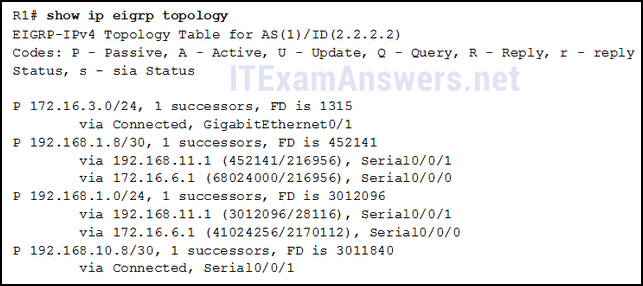 R1# show ip eigrp topology
EIGRP-IPv4 Topology Table for AS(1)/ID(2.2.2.2)
Codes: P - Passive, A - Active, U - Update, Q - Query, R - Reply, r - reply
Status, s - sia Status
ITExamAnswers.net
P 172.16.3.0/24, 1 successors, FD is 1315
via Connected, GigabitEthernet0/1
P 192.168.1.8/30, 1 successors, FD is 452141
via 192.168.11.1 (452141/216956), Serial0/0/1
via 172.16.6.1 (68024000/216956), Serial0/0/0
P 192.168.1.0/24, 1 successors, FD is 3012096
via 192.168.11.1 (3012096/28116), Serial0/0/1
via 172.16.6.1 (41024256/2170112), Serial0/0/0
P 192.168.10.8/30, 1 successors, FD is 3011840
via Connected, Serial0/0/1